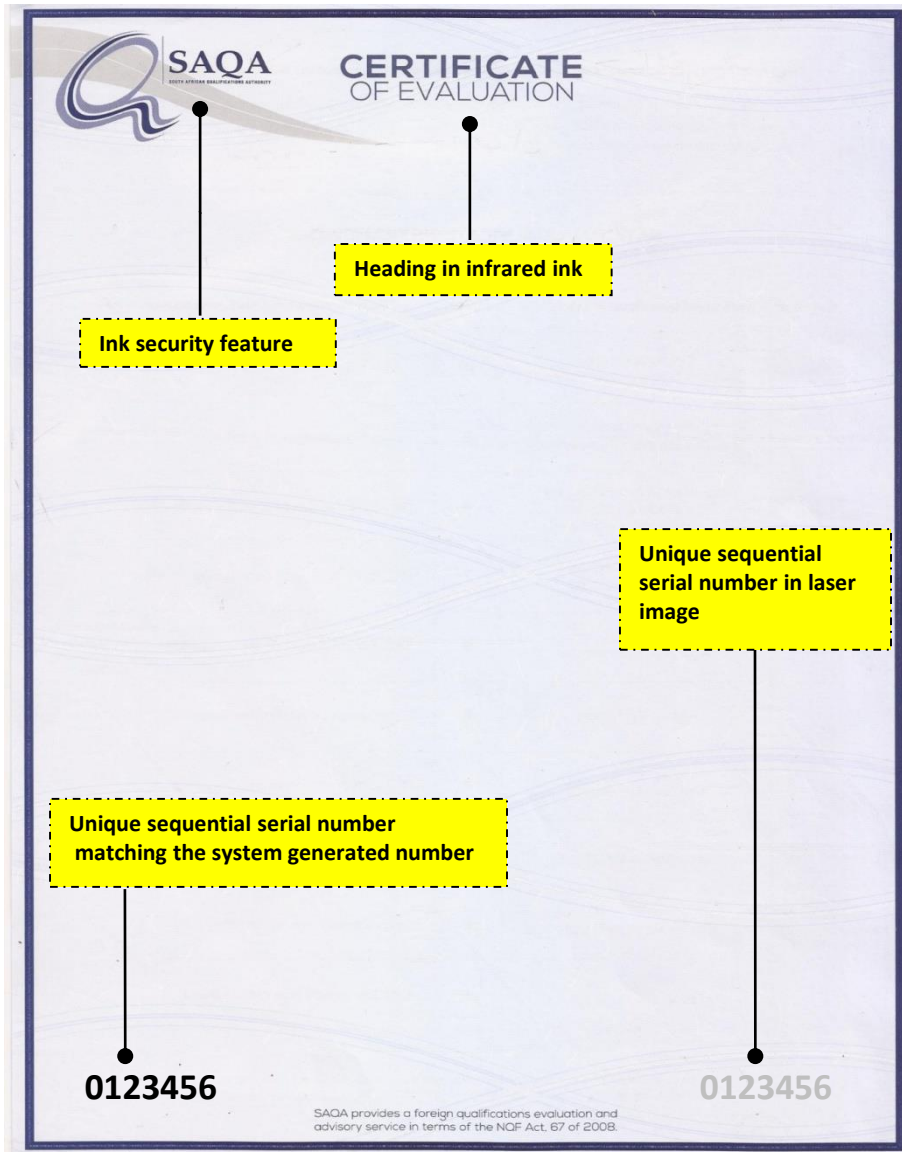 SAQA
SOUTH AFRICAN QUALIFICATIONS AUTHORITY
CERTIFICATE
OF EVALUATION
Heading in infrared ink
Ink security feature
Unique sequential
serial number in laser
image
Unique sequential serial number
matching the system generated number
0123456
0123456
SAQA provides a foreign qualifications evaluation and
advisory service in terms of the NQF Act, 67 of 2008.